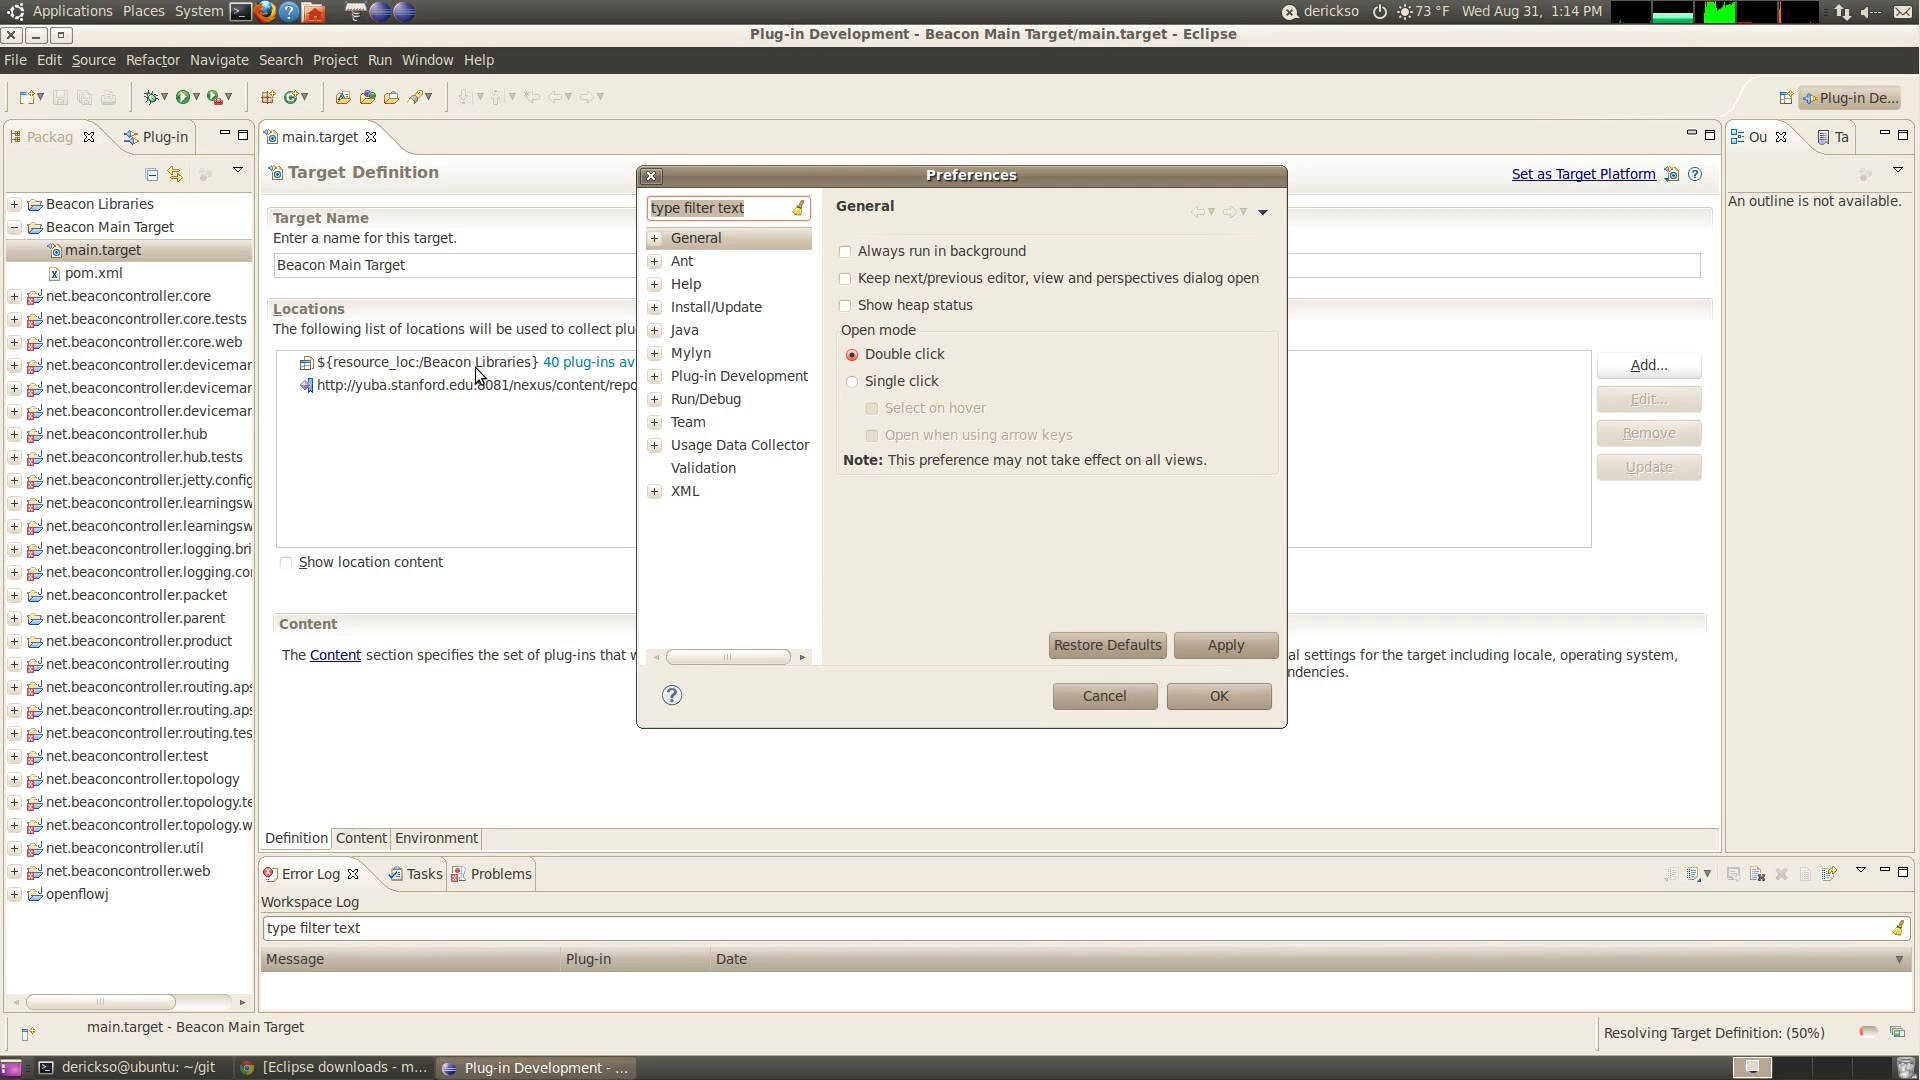 Applications Places System derickso 73 °F Wed Aug 31, 1:14 PM
Plug-in Development - Beacon Main Target/main.target - Eclipse
File Edit Source Refactor Navigate Search Project Run Window Help
Plug-in De...
Packag Plug-in
main.target
Ou Ta
Beacon Libraries
Beacon Main Target
main.target
pom.xml
net.beaconcontroller.core
net.beaconcontroller.core.tests
net.beaconcontroller.core.web
net.beaconcontroller.deviceman
net.beaconcontroller.deviceman
net.beaconcontroller.deviceman
net.beaconcontroller.hub
net.beaconcontroller.hub.tests
net.beaconcontroller.jetty.config
net.beaconcontroller.learningsw
net.beaconcontroller.learningsw
net.beaconcontroller.logging.bri
net.beaconcontroller.logging.co
net.beaconcontroller.packet
net.beaconcontroller.parent
net.beaconcontroller.product
net.beaconcontroller.routing
net.beaconcontroller.routing.aps
net.beaconcontroller.routing.aps
net.beaconcontroller.routing.tes
net.beaconcontroller.test
net.beaconcontroller.topology
net.beaconcontroller.topology.te
net.beaconcontroller.topology.w
net.beaconcontroller.util
net.beaconcontroller.web
openflowj
Target Definition
Set as Target Platform
Target Name
Enter a name for this target.
Beacon Main Target
Locations
The following list of locations will be used to collect plu
${resource_loc:/Beacon Libraries} 40 plug-ins av
http://yuba.stanford.edu:8081/nexus/content/repo
Add...
Edit...
Remove
Update
Show location content
Content
The Content section specifies the set of plug-ins that w
al settings for the target including locale, operating system,
ndencies.
Definition Content Environment
An outline is not available.
Preferences
type filter text
General
Ant
Help
Install/Update
Java
Mylyn
Plug-in Development
Run/Debug
Team
Usage Data Collector
Validation
XML
General
Always run in background
Keep next/previous editor, view and perspectives dialog open
Show heap status
Open mode
Double click
Single click
Select on hover
Open when using arrow keys
Note: This preference may not take effect on all views.
Restore Defaults Apply
Cancel OK
Error Log Tasks Problems
Workspace Log
type filter text
Message Plug-in Date
main.target - Beacon Main Target
Resolving Target Definition: (50%)
derickso@ubuntu: ~/git [Eclipse downloads - m... Plug-in Development - ...